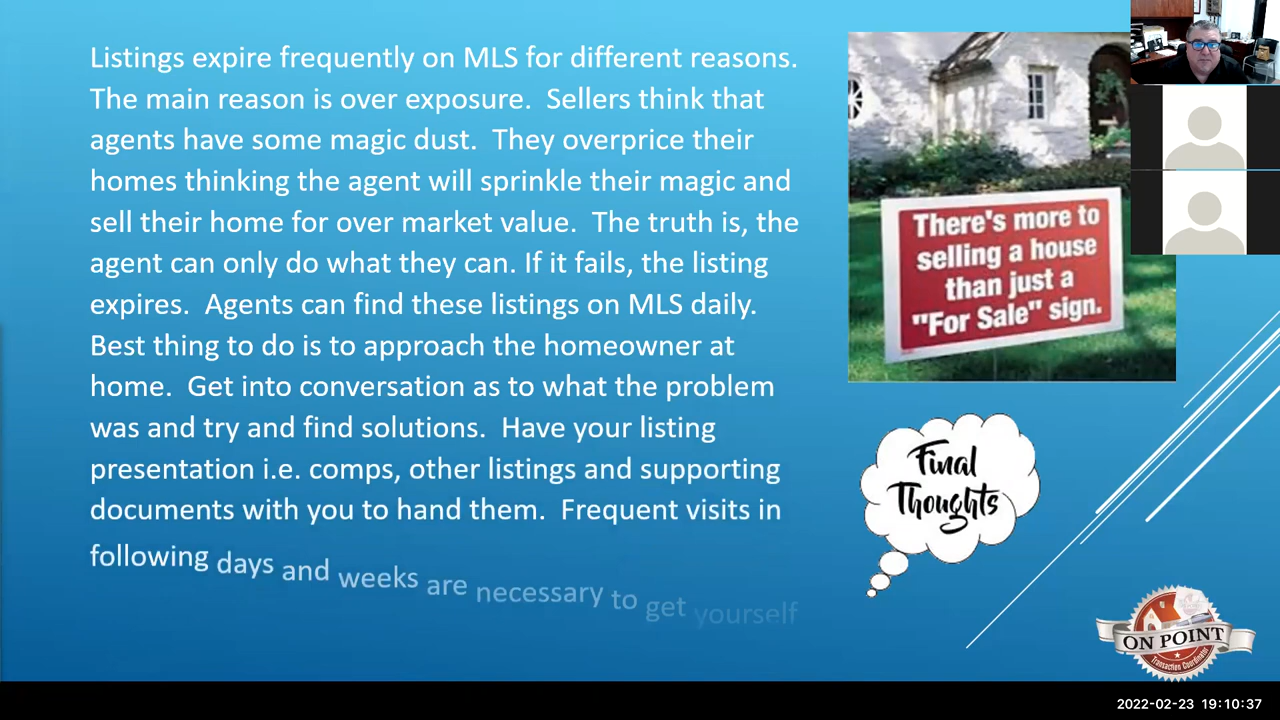 Listings expire frequently on MLS for different reasons.
The main reason is over exposure. Sellers think that
agents have some magic dust. They overprice their
homes thinking the agent will sprinkle their magic and
sell their home for over market value. The truth is, the
agent can only do what they can. If it fails, the listing
expires. Agents can find these listings on MLS daily.
Best thing to do is to approach the homeowner at
home. Get into conversation as to what the problem
was and try and find solutions. Have your listing
presentation i.e. comps, other listings and supporting
documents with you to hand them. Frequent visits in
following days and weeks are necessary to get yourself
There's more to
selling a house
than just a
"For Sale" sign.
Final
Thoughts
ON POINT
Transaction Coordinator
2022-02-23 19:10:37